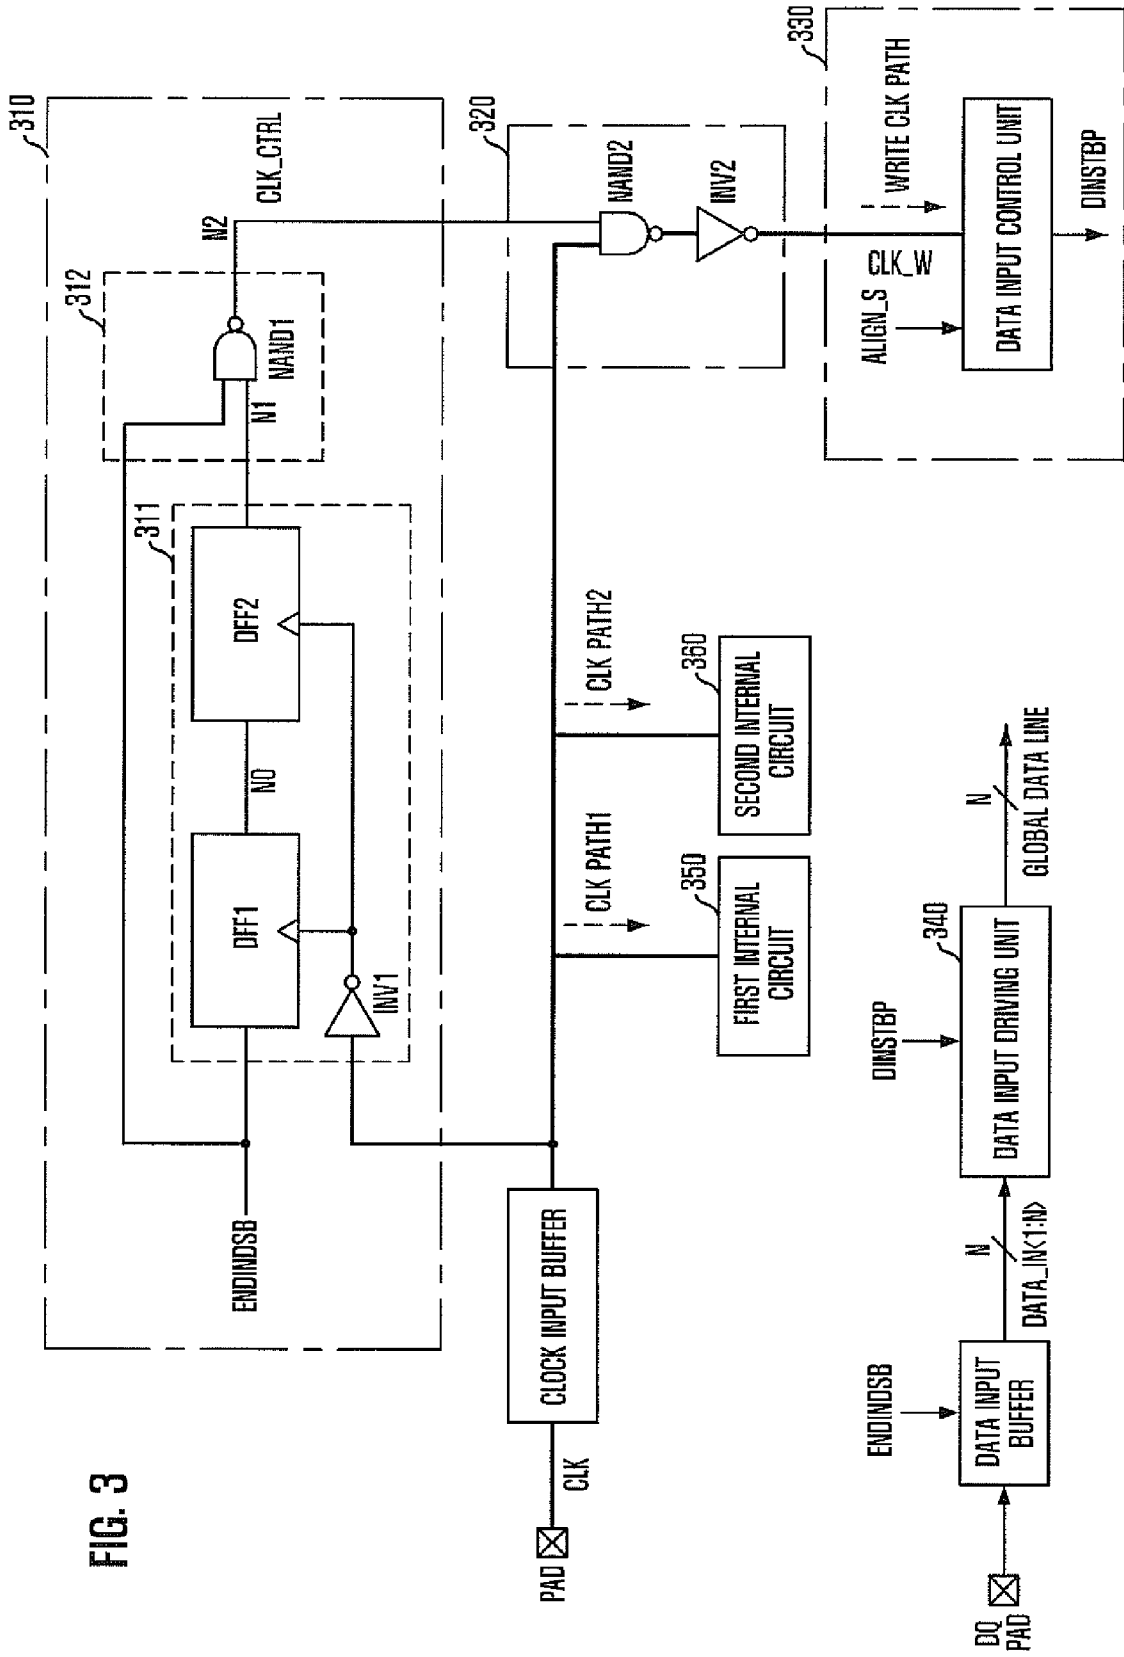 FIG. 3
310
CLK_CTRL
312
N2
NAND1
N1
311
DFF1
N0
DFF2
INV1
ENDINDSB
320
NAND2
INV2
PAD
CLK
CLOCK INPUT BUFFER
CLK PATH1
350
FIRST INTERNAL
CIRCUIT
CLK PATH2
360
SECOND INTERNAL
CIRCUIT
330
WRITE CLK PATH
CLK_W
ALIGN_S
DATA INPUT CONTROL UNIT
DINSTBP
DQ
PAD
ENDINDSB
DATA INPUT
BUFFER
N
DATA_IN<1:N>
DINSTBP
340
DATA INPUT DRIVING UNIT
N
GLOBAL DATA LINE